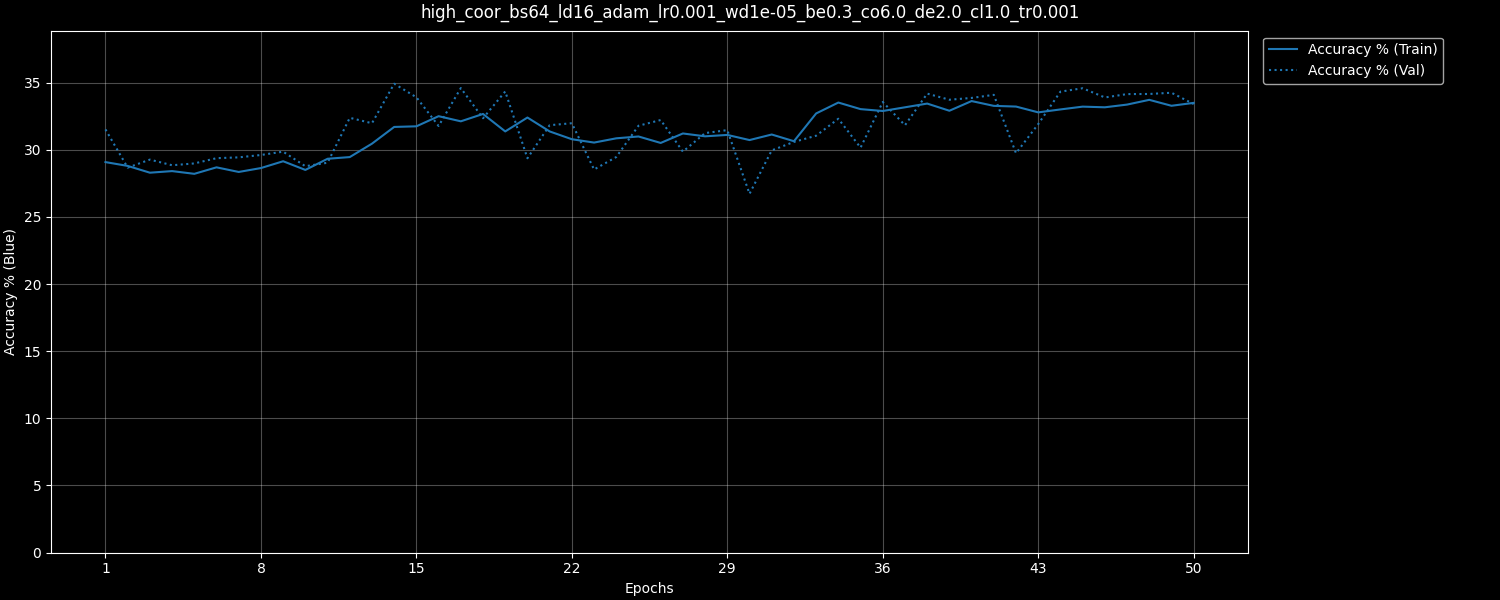 high_coor_bs64_ld16_adam_lr0.001_wd1e-05_be0.3_co6.0_de2.0_cl1.0_tr0.001
Accuracy % (Train)
Accuracy % (Val)
Accuracy % (Blue)
35
30
25
20
15
10
5
0
1 8 15 22 29 36 43 50
Epochs